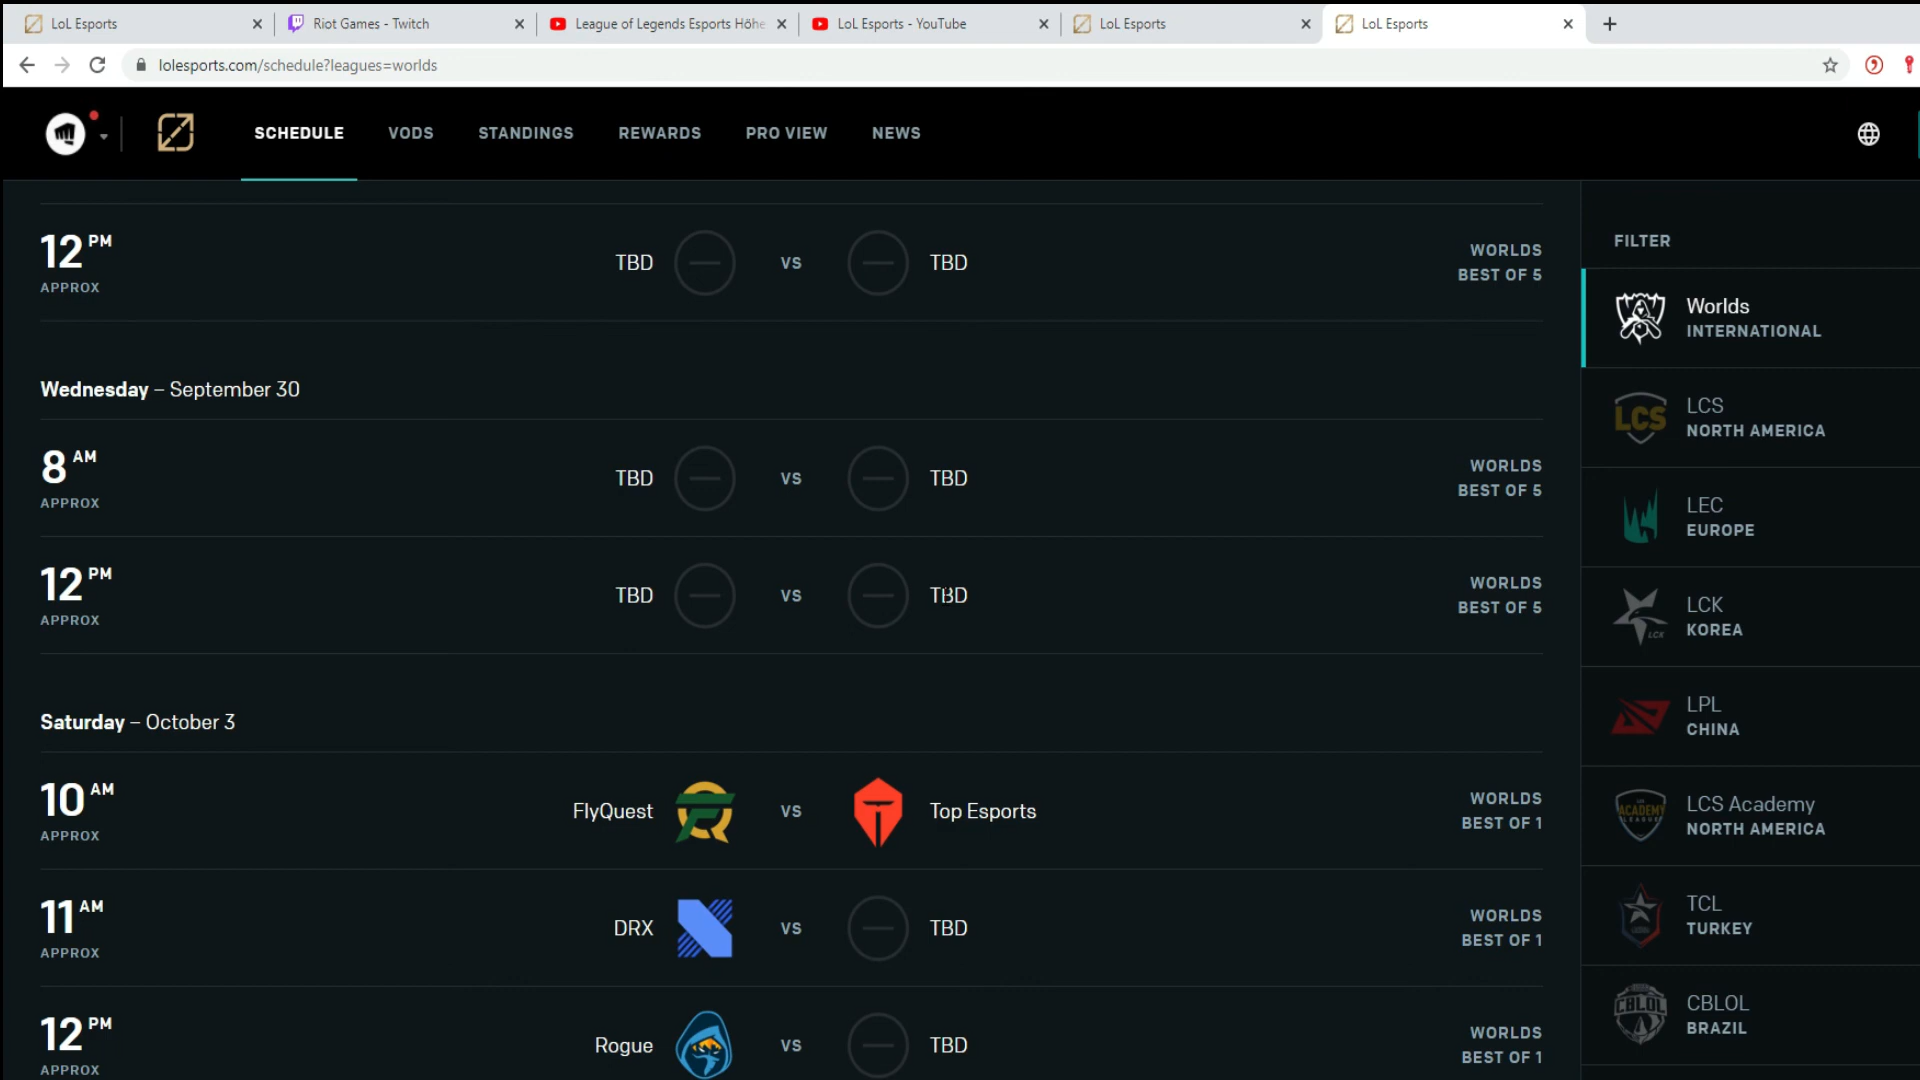 LoL Esports
Riot Games - Twitch
League of Legends Esports Höhe
LoL Esports - YouTube
LoL Esports
LoL Esports
lolesports.com/schedule?leagues=worlds
SCHEDULE
VODS
STANDINGS
REWARDS
PRO VIEW
NEWS
12 PM
APPROX
TBD
VS
TBD
WORLDS
BEST OF 5
Wednesday – September 30
8 AM
APPROX
TBD
VS
TBD
WORLDS
BEST OF 5
12 PM
APPROX
TBD
VS
TBD
WORLDS
BEST OF 5
Saturday – October 3
10 AM
APPROX
FlyQuest
VS
Top Esports
WORLDS
BEST OF 1
11 AM
APPROX
DRX
VS
TBD
WORLDS
BEST OF 1
12 PM
APPROX
Rogue
VS
TBD
WORLDS
BEST OF 1
FILTER
Worlds
INTERNATIONAL
LCS
LCS
NORTH AMERICA
LEC
EUROPE
LCK
LCK
KOREA
LPL
CHINA
ACADEMY
LEAGUE
LCS Academy
NORTH AMERICA
TCL
TURKEY
CBLOL
CBLOL
BRAZIL